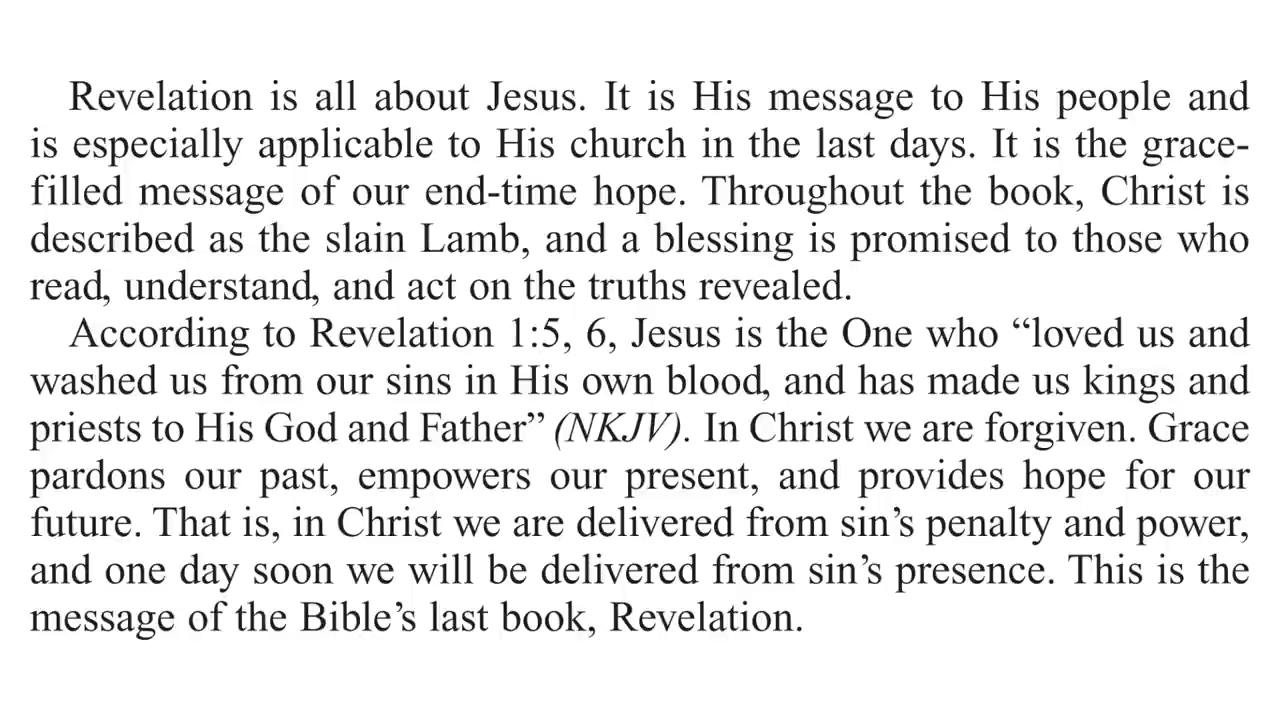 Revelation is all about Jesus. It is His message to His people and
is especially applicable to His church in the last days. It is the grace-
filled message of our end-time hope. Throughout the book, Christ is
described as the slain Lamb, and a blessing is promised to those who
read, understand, and act on the truths revealed.
According to Revelation 1:5, 6, Jesus is the One who “loved us and
washed us from our sins in His own blood, and has made us kings and
priests to His God and Father” (NKJV). In Christ we are forgiven. Grace
pardons our past, empowers our present, and provides hope for our
future. That is, in Christ we are delivered from sin’s penalty and power,
and one day soon we will be delivered from sin’s presence. This is the
message of the Bible’s last book, Revelation.